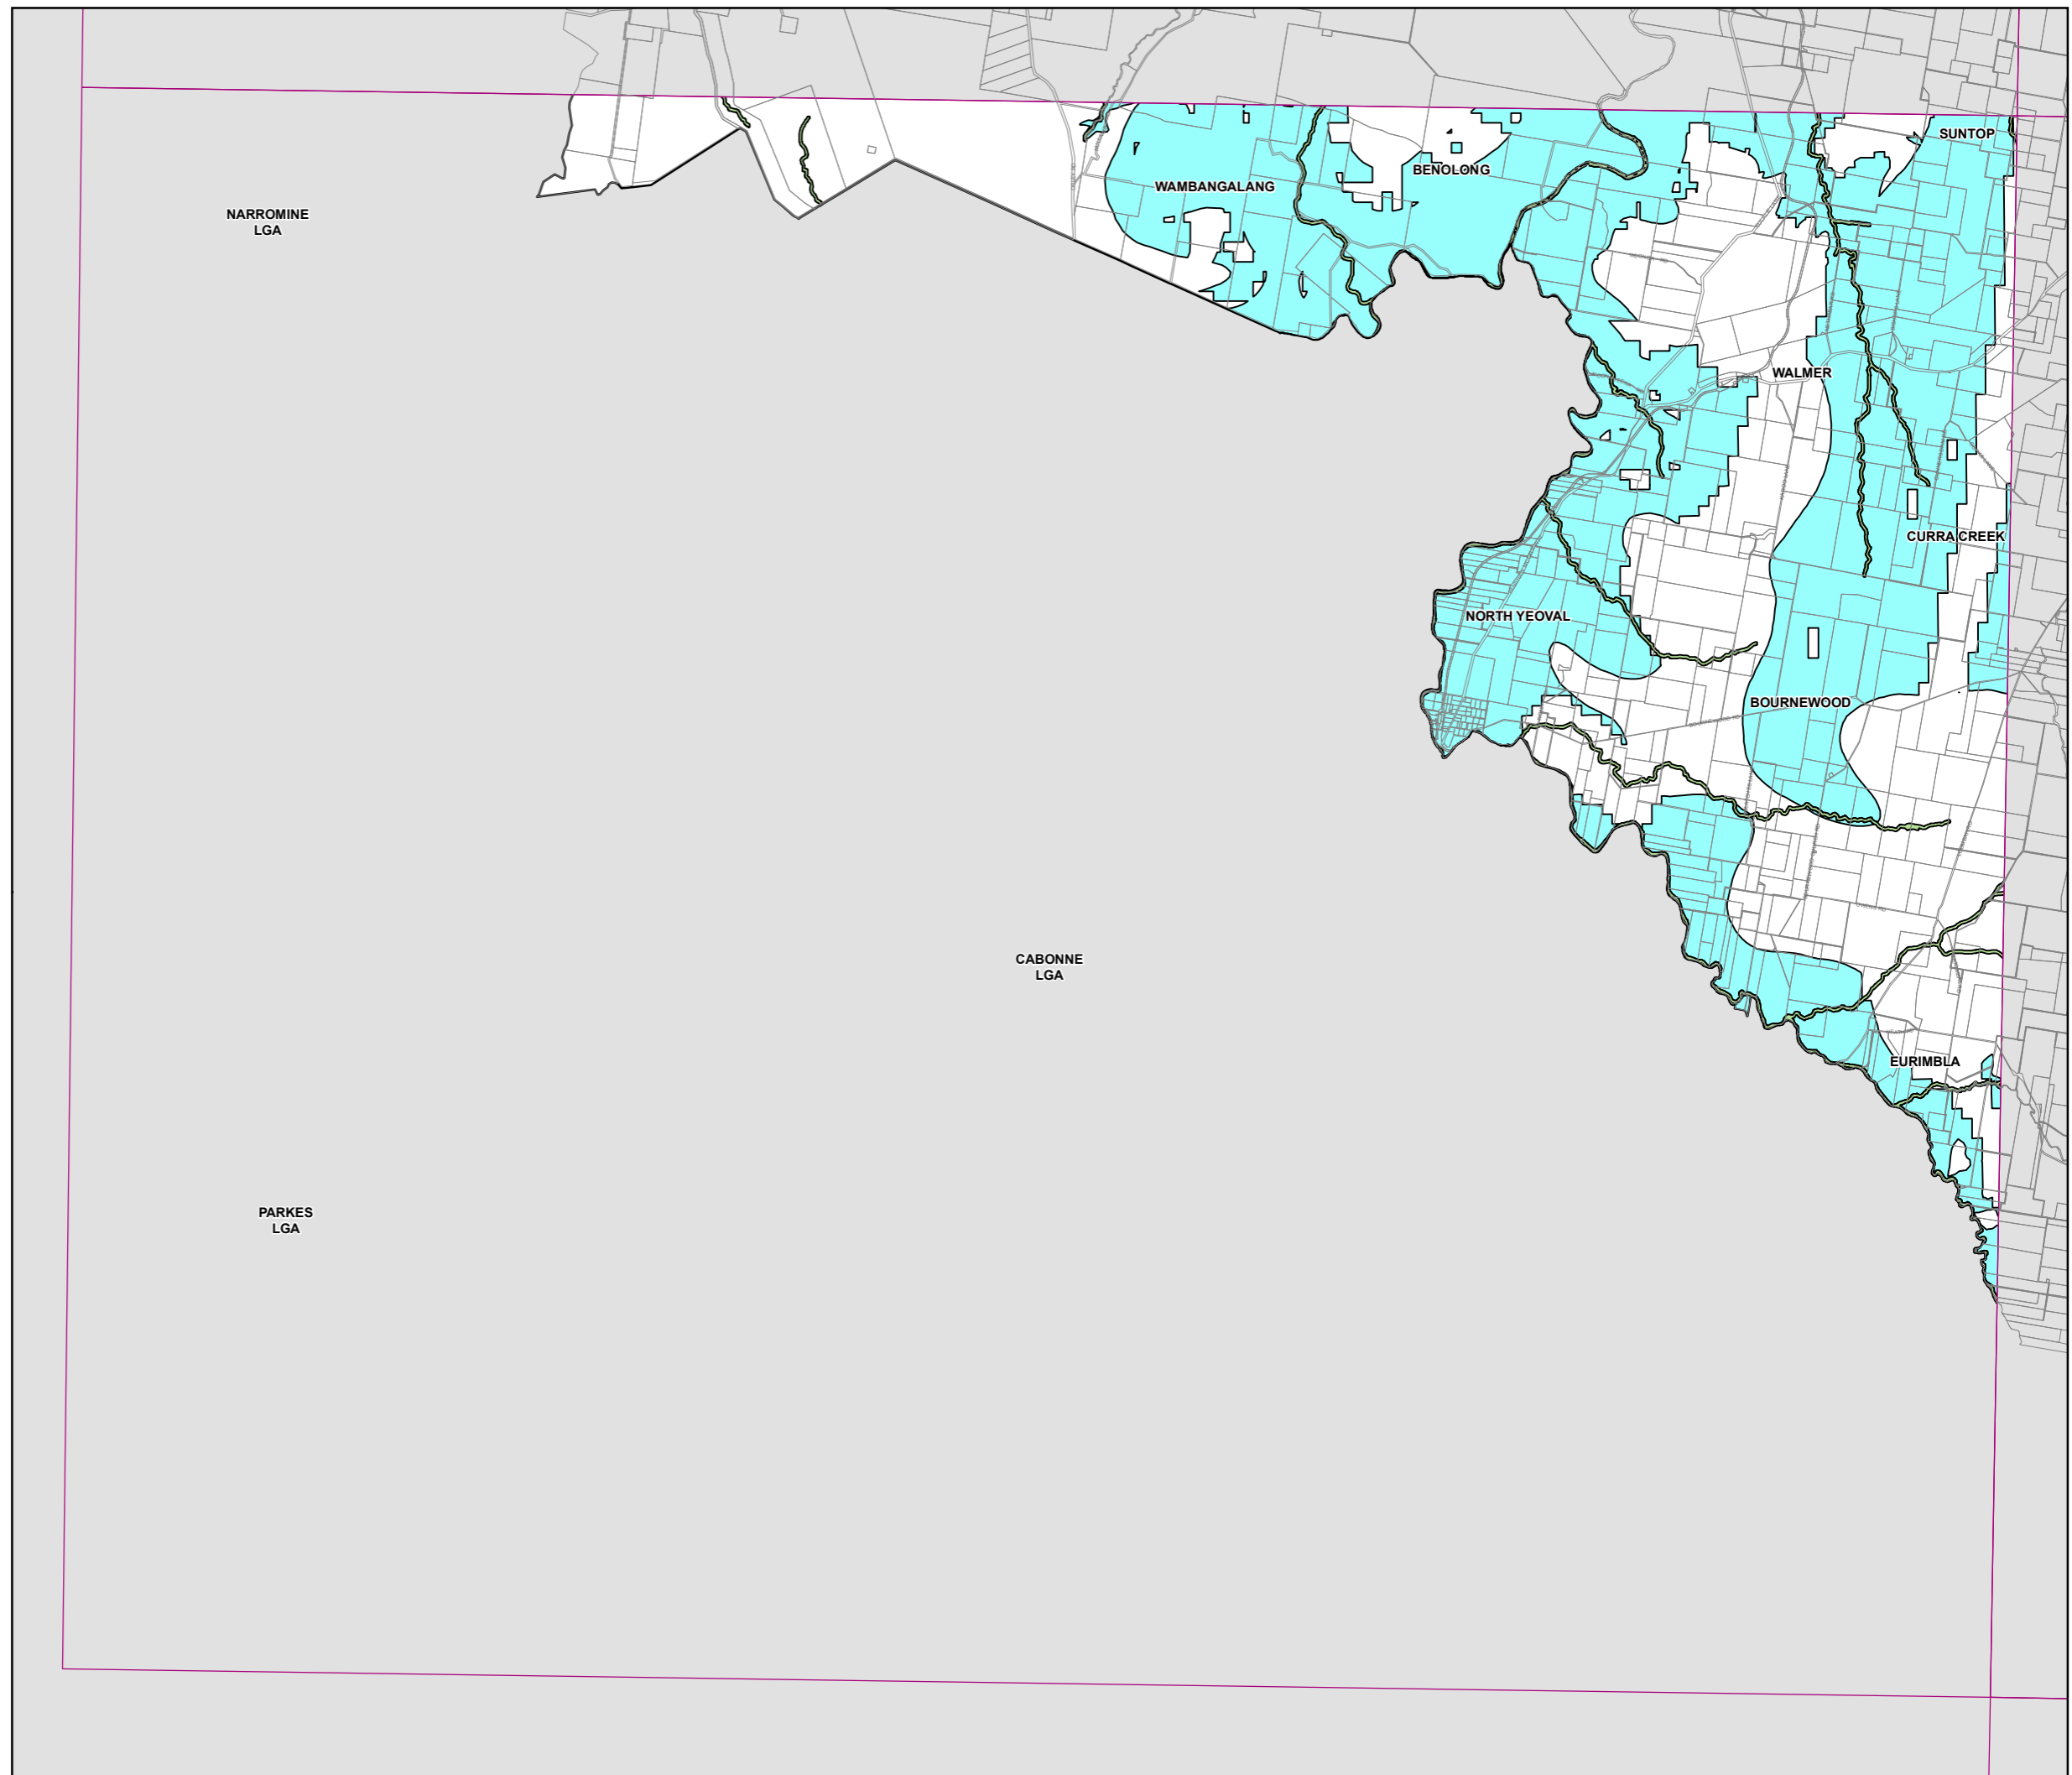 SUNTOP
BENOLONG
WAMBANGALANG
NARROMINE
LGA
WALMER
CURRA CREEK
NORTH YEOVAL
BOURNEWOOD
CABONNE
LGA
EURIMBLA
PARKES
LGA